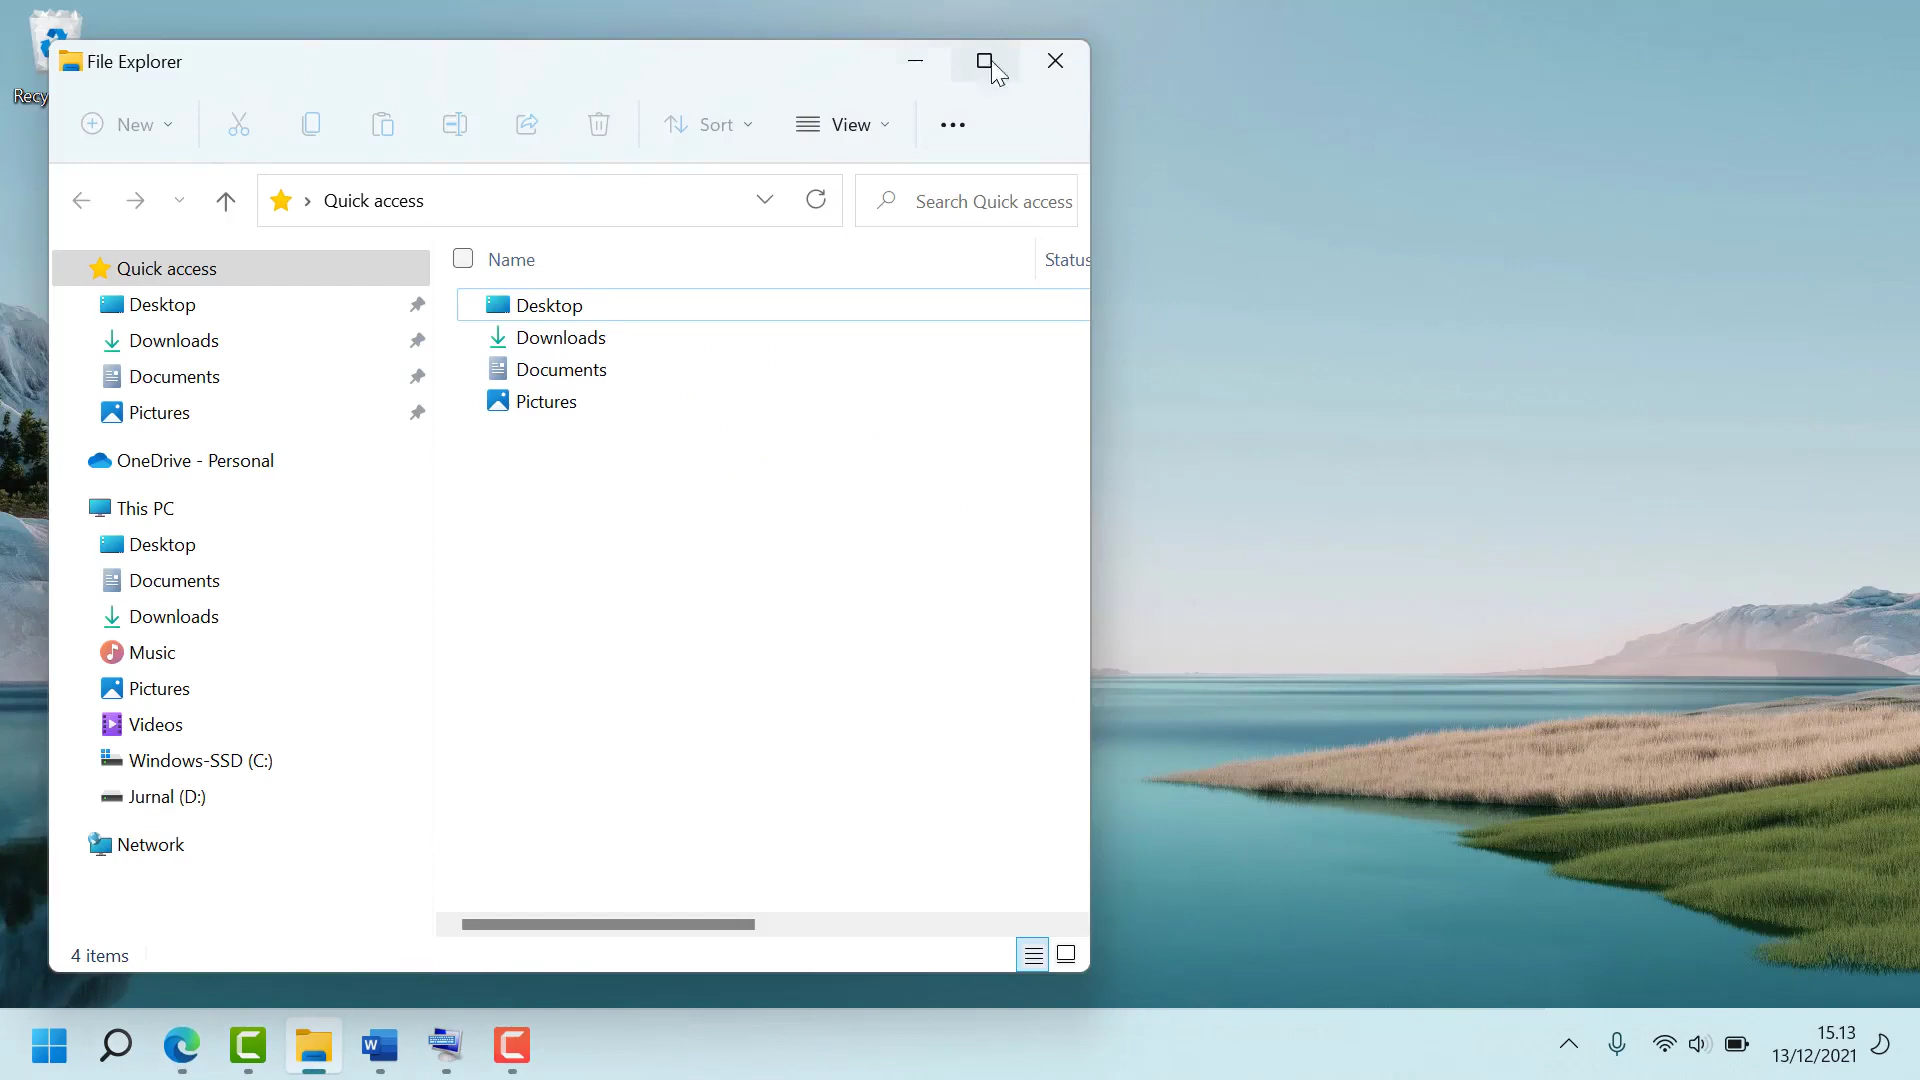 Recy
File Explorer
New
Sort
View
Quick access
Search Quick access
Quick access
Desktop
Downloads
Documents
Pictures
OneDrive - Personal
This PC
Desktop
Documents
Downloads
Music
Pictures
Videos
Windows-SSD (C:)
Jurnal (D:)
Network
Name
Status
Desktop
Downloads
Documents
Pictures
4 items
W
15.13
13/12/2021